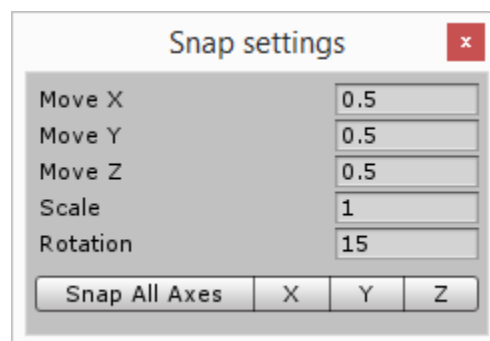 Snap settings x
Move X 0.5
Move Y 0.5
Move Z 0.5
Scale 1
Rotation 15
Snap All Axes X Y Z